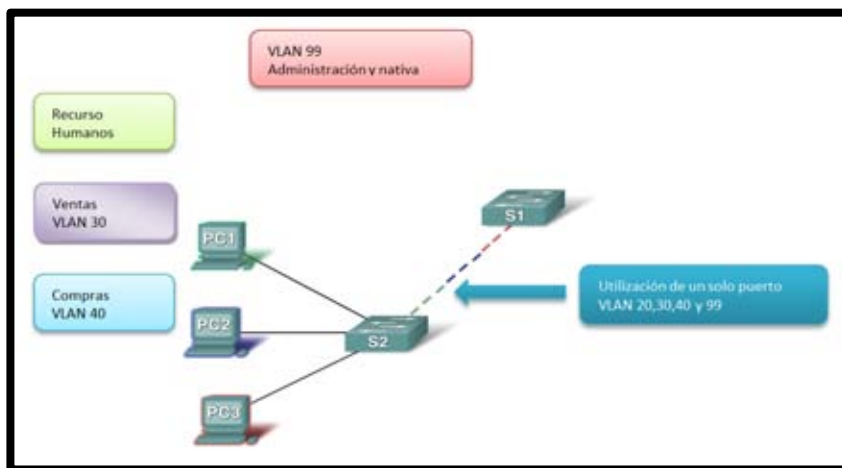 VLAN 99
Administración y nativa
Recurso
Humanos
Ventas
VLAN 30
Compras
VLAN 40
PC1
PC2
PC3
S1
S2
Utilización de un solo puerto
VLAN 20,30,40 y 99